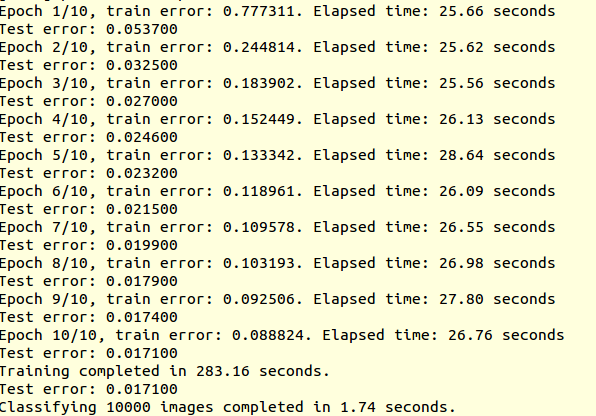 Epoch 1/10, train error: 0.777311. Elapsed time: 25.66 seconds
Test error: 0.053700
Epoch 2/10, train error: 0.244814. Elapsed time: 25.62 seconds
Test error: 0.032500
Epoch 3/10, train error: 0.183902. Elapsed time: 25.56 seconds
Test error: 0.027000
Epoch 4/10, train error: 0.152449. Elapsed time: 26.13 seconds
Test error: 0.024600
Epoch 5/10, train error: 0.133342. Elapsed time: 28.64 seconds
Test error: 0.023200
Epoch 6/10, train error: 0.118961. Elapsed time: 26.09 seconds
Test error: 0.021500
Epoch 7/10, train error: 0.109578. Elapsed time: 26.55 seconds
Test error: 0.019900
Epoch 8/10, train error: 0.103193. Elapsed time: 26.98 seconds
Test error: 0.017900
Epoch 9/10, train error: 0.092506. Elapsed time: 27.80 seconds
Test error: 0.017400
Epoch 10/10, train error: 0.088824. Elapsed time: 26.76 seconds
Test error: 0.017100
Training completed in 283.16 seconds.
Test error: 0.017100
Classifying 10000 images completed in 1.74 seconds.